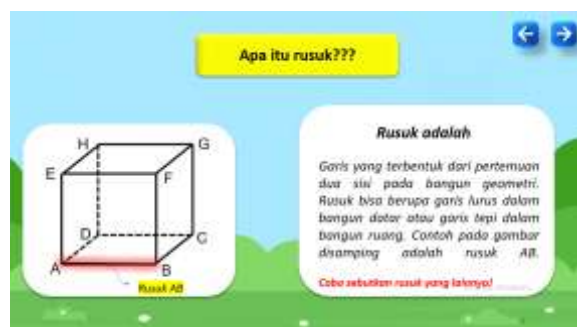 Apa itu rusuk???
H
G
E
F
D
C
A
B
Rusuk AB
Rusuk adalah
Garis yang terbentuk dari pertemuan
dua sisi pada bangun geometri.
Rusuk bisa berupa garis lurus dalam
bangun datar atau garis tepi dalam
bangun ruang. Contoh pada gambar
disamping adalah rusuk AB.
Coba sebutkan rusuk yang lainnya!